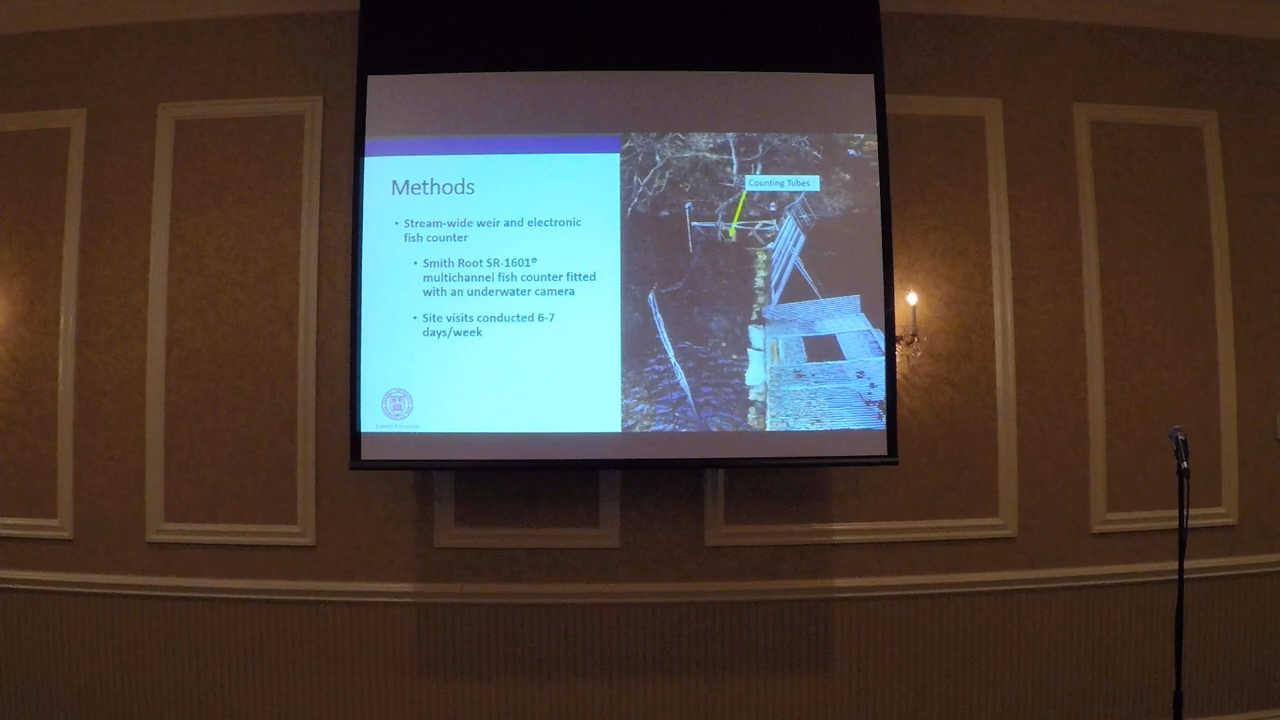 Methods
• Stream-wide weir and electronic
fish counter
• Smith Root SR-1601®
multichannel fish counter fitted
with an underwater camera
• Site visits conducted 6-7
days/week
Counting Tubes